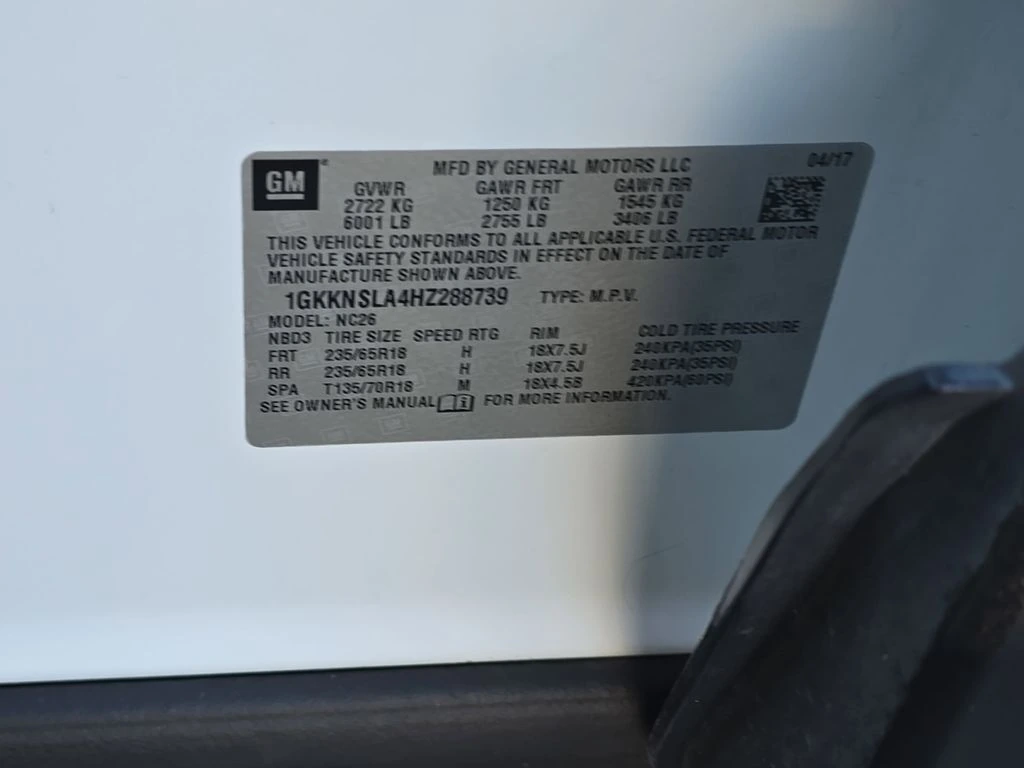 GM
MFD BY GENERAL MOTORS LLC 04/17
GVWR GAWR FRT GAWR RR
2722 KG 1250 KG 1545 KG
6001 LB 2755 LB 3406 LB
THIS VEHICLE CONFORMS TO ALL APPLICABLE U.S. FEDERAL MOTOR
VEHICLE SAFETY STANDARDS IN EFFECT ON THE DATE OF
MANUFACTURE SHOWN ABOVE.
1GKKNSLA4HZ288739 TYPE: M.P.V.
MODEL: NC26
NBD3 TIRE SIZE SPEED RTG RIM COLD TIRE PRESSURE
FRT 235/65R18 H 18X7.5J 240KPA(35PSI)
RR 235/65R18 H 18X7.5J 240KPA(35PSI)
SPA T135/70R18 M 18X4.5B 420KPA(60PSI)
SEE OWNER'S MANUAL FOR MORE INFORMATION.